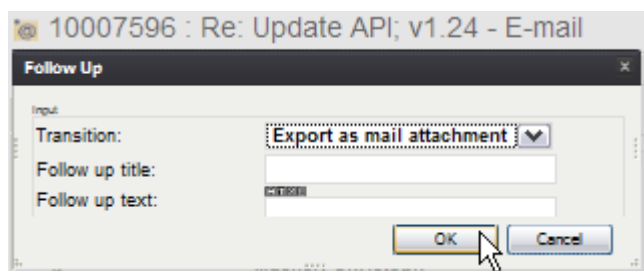 10007596 : Re: Update API; v1.24 - E-mail
Follow Up
x
Input
Transition: Export as mail attachment
Follow up title:
HTML
Follow up text:
OK Cancel